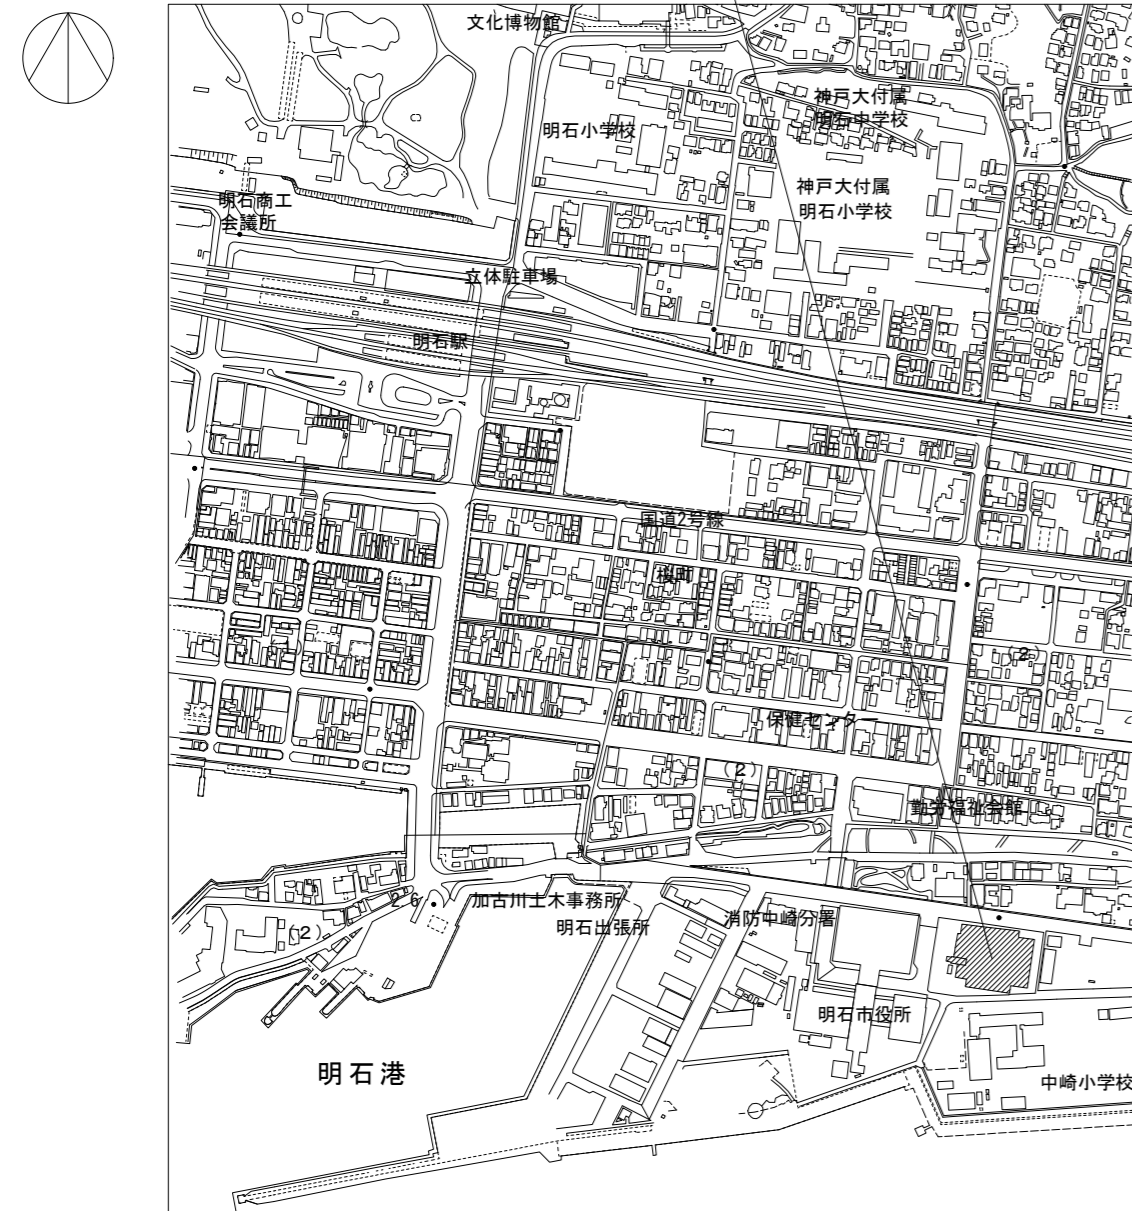 文化博物館
神戸大付属
明石中学校
明石小学校
神戸大付属
明石小学校
明石商工
会議所
立体駐車場
明石駅
国道2号線
桜町
(2)
保健センター
(2)
勤労福祉会館
26
加古川土木事務所
明石出張所
消防中崎分署
(2)
明石市役所
明石港
中崎小学校